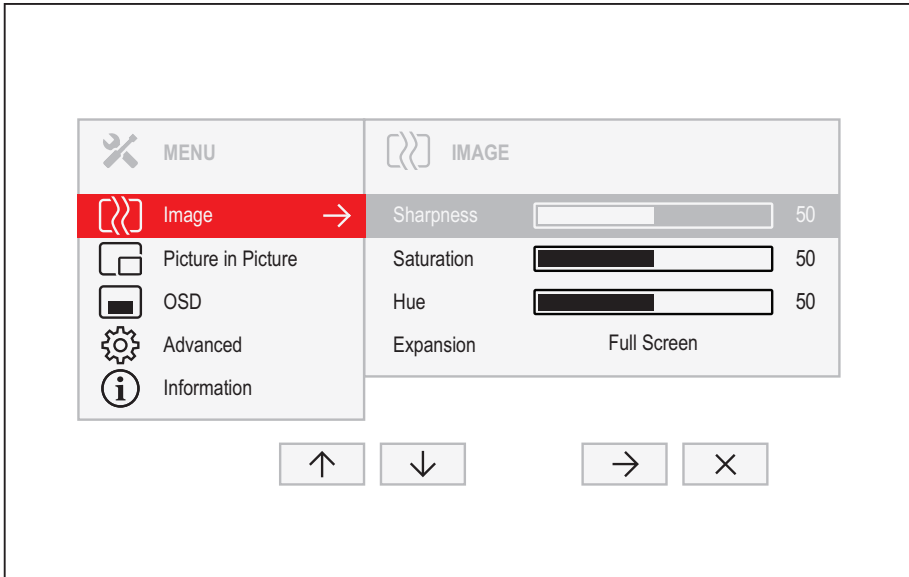 MENU
Image
Picture in Picture
OSD
Advanced
Information
IMAGE
Sharpness 50
Saturation 50
Hue 50
Expansion Full Screen